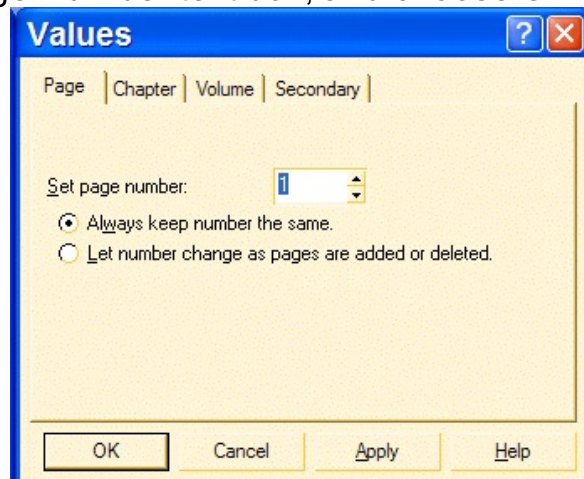 Values
Page Chapter Volume Secondary
Set page number: 1
Always keep number the same.
Let number change as pages are added or deleted.
OK Cancel Apply Help